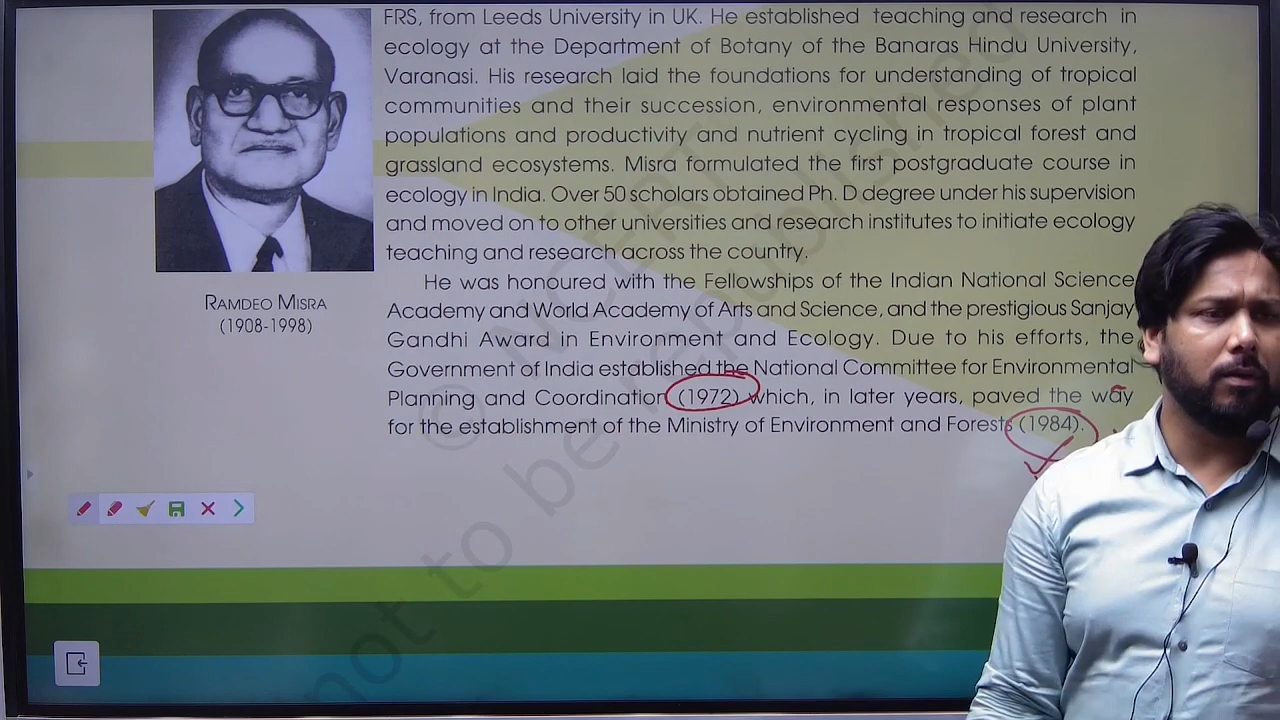 FRS, from Leeds University in UK. He established teaching and research in
ecology at the Department of Botany of the Banaras Hindu University,
Varanasi. His research laid the foundations for understanding of tropical
communities and their succession, environmental responses of plant
populations and productivity and nutrient cycling in tropical forest and
grassland ecosystems. Misra formulated the first postgraduate course in
ecology in India. Over 50 scholars obtained Ph. D degree under his supervision
and moved on to other universities and research institutes to initiate ecology
teaching and research across the country.
He was honoured with the Fellowships of the Indian National Science
Academy and World Academy of Arts and Science, and the prestigious Sanjay
Gandhi Award in Environment and Ecology. Due to his efforts, the
Government of India established the National Committee for Environmental
Planning and Coordination (1972) which, in later years, paved the way
for the establishment of the Ministry of Environment and Forests (1984).
RAMDEO MISRA
(1908-1998)
© NCERT
not to be republished